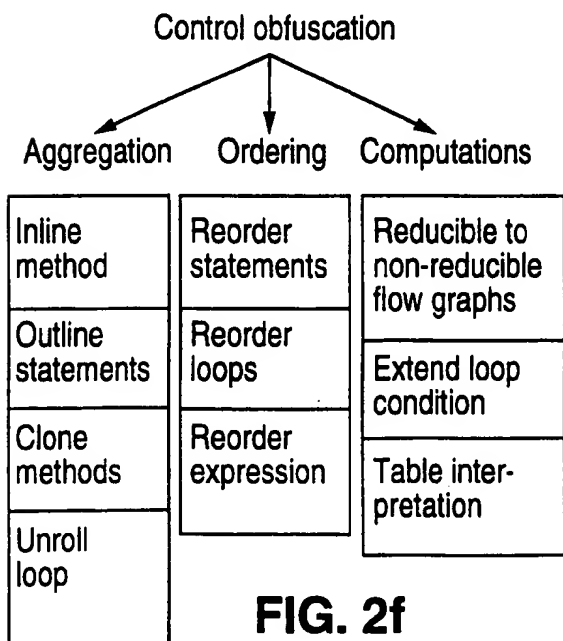 Control obfuscation
Aggregation Ordering Computations
Inline
method
Outline
statements
Clone
methods
Unroll
loop
Reorder
statements
Reorder
loops
Reorder
expression
Reducible to
non-reducible
flow graphs
Extend loop
condition
Table inter-
pretation
FIG. 2f